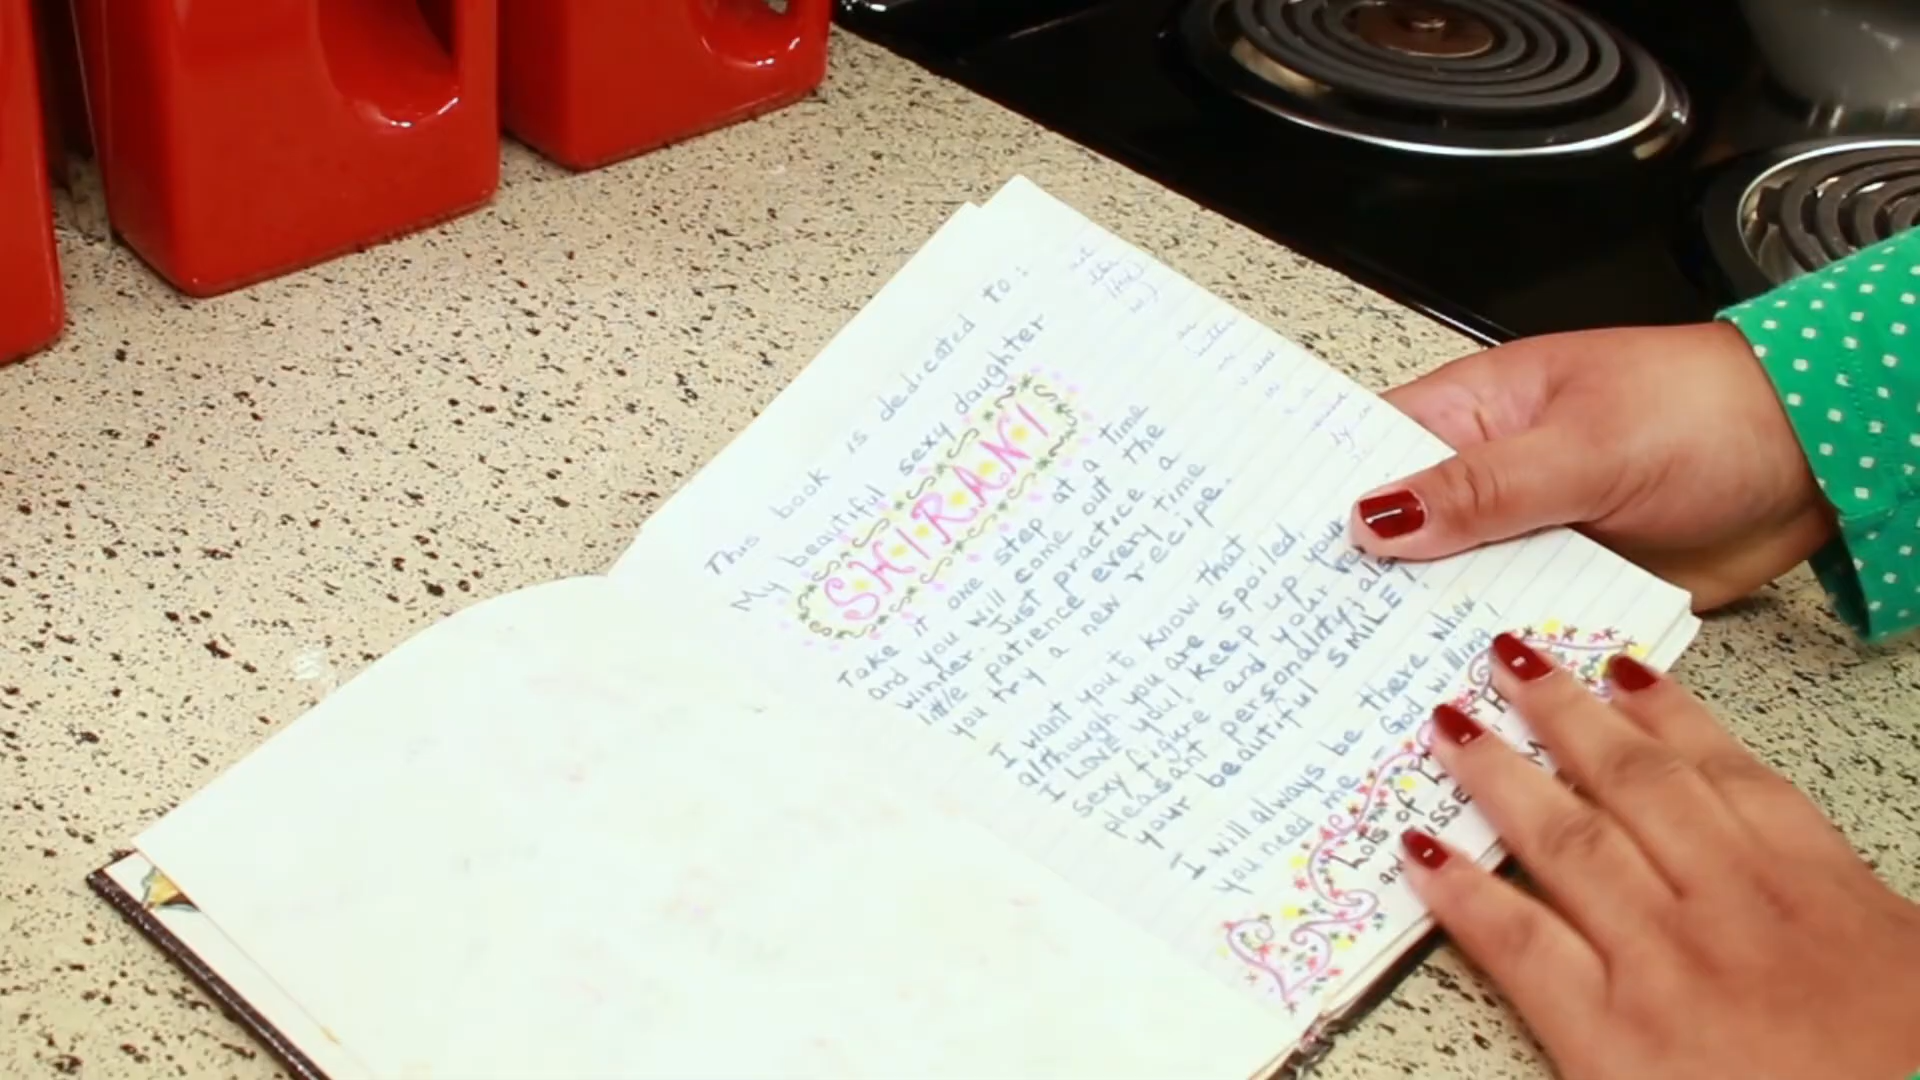 This book is dedicated to:
My beautiful sexy daughter
SHIRANI
Take it one step at a time
and you will come out the
winner. Just practice a
little patience every time
you try a new recipe.
I want you to know that
although you are spoiled,
I LOVE you! keep up your
sexy figure and your
pleasant personality; also
your beautiful SMILE!
I will always be there when
you need me - God willing!
Lots of
and